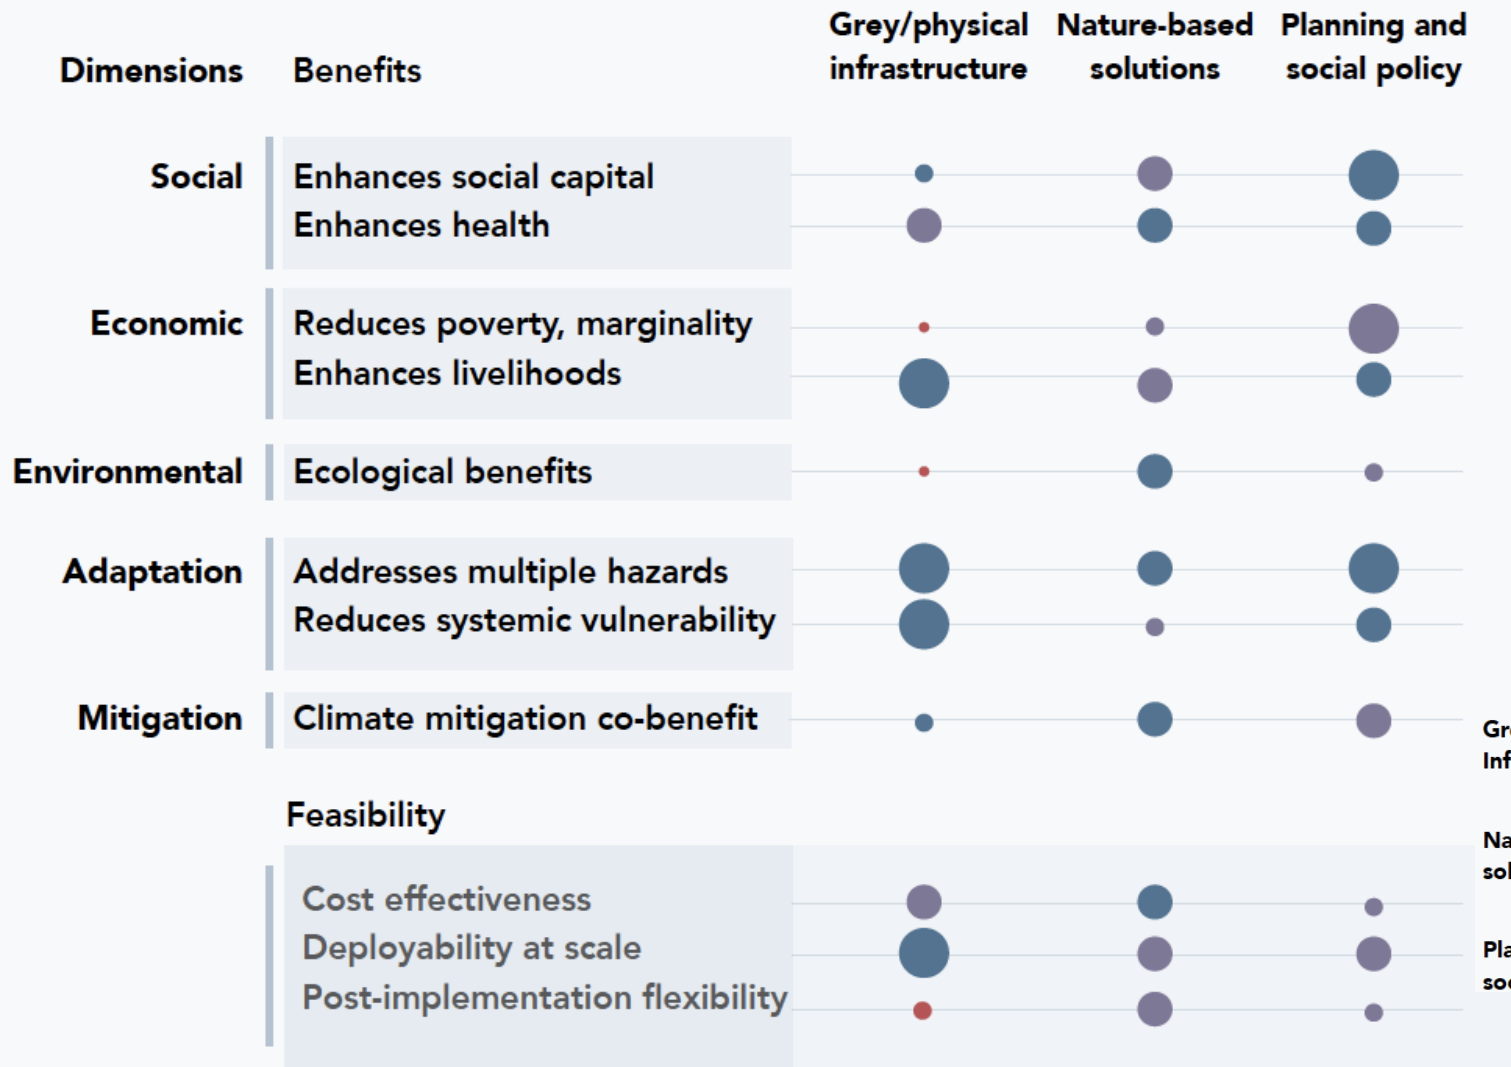 Grey/physical Nature-based Planning and
Dimensions Benefits infrastructure solutions social policy
Social Enhances social capital
Enhances health
Economic Reduces poverty, marginality
Enhances livelihoods
Environmental Ecological benefits
Adaptation Addresses multiple hazards
Reduces systemic vulnerability
Mitigation Climate mitigation co-benefit
Feasibility
Cost effectiveness
Deployability at scale
Post-implementation flexibility